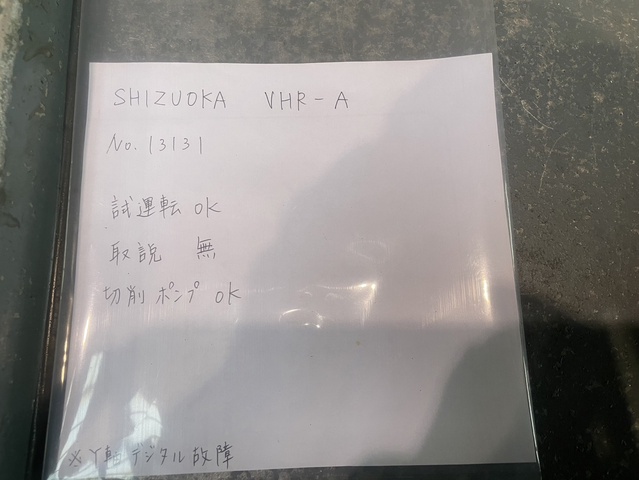 SHIZUOKA VHR-A
No. 13131
試運転 OK
取説 無
切削ポンプ OK
※Y軸デジタル故障